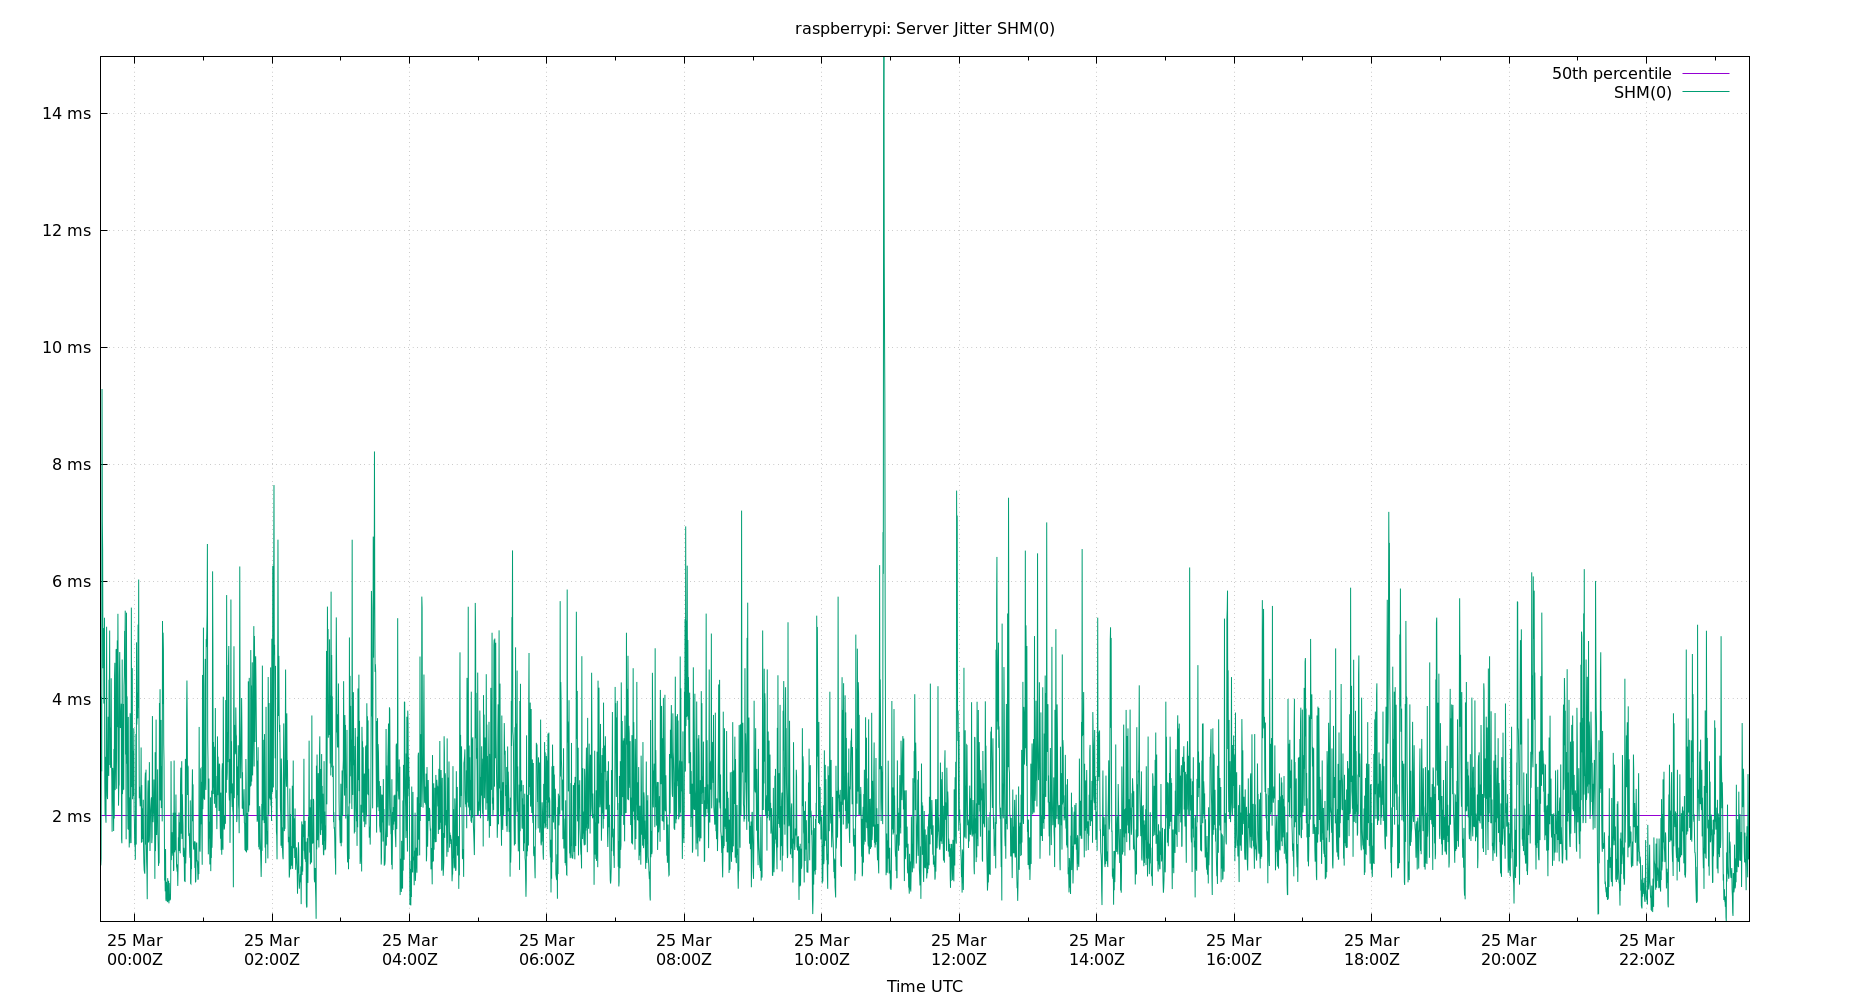 raspberrypi: Server Jitter SHM(0)
50th percentile
SHM(0)
14 ms
12 ms
10 ms
8 ms
6 ms
4 ms
2 ms
25 Mar 25 Mar 25 Mar 25 Mar 25 Mar 25 Mar 25 Mar 25 Mar 25 Mar 25 Mar 25 Mar 25 Mar
00:00Z 02:00Z 04:00Z 06:00Z 08:00Z 10:00Z 12:00Z 14:00Z 16:00Z 18:00Z 20:00Z 22:00Z
Time UTC